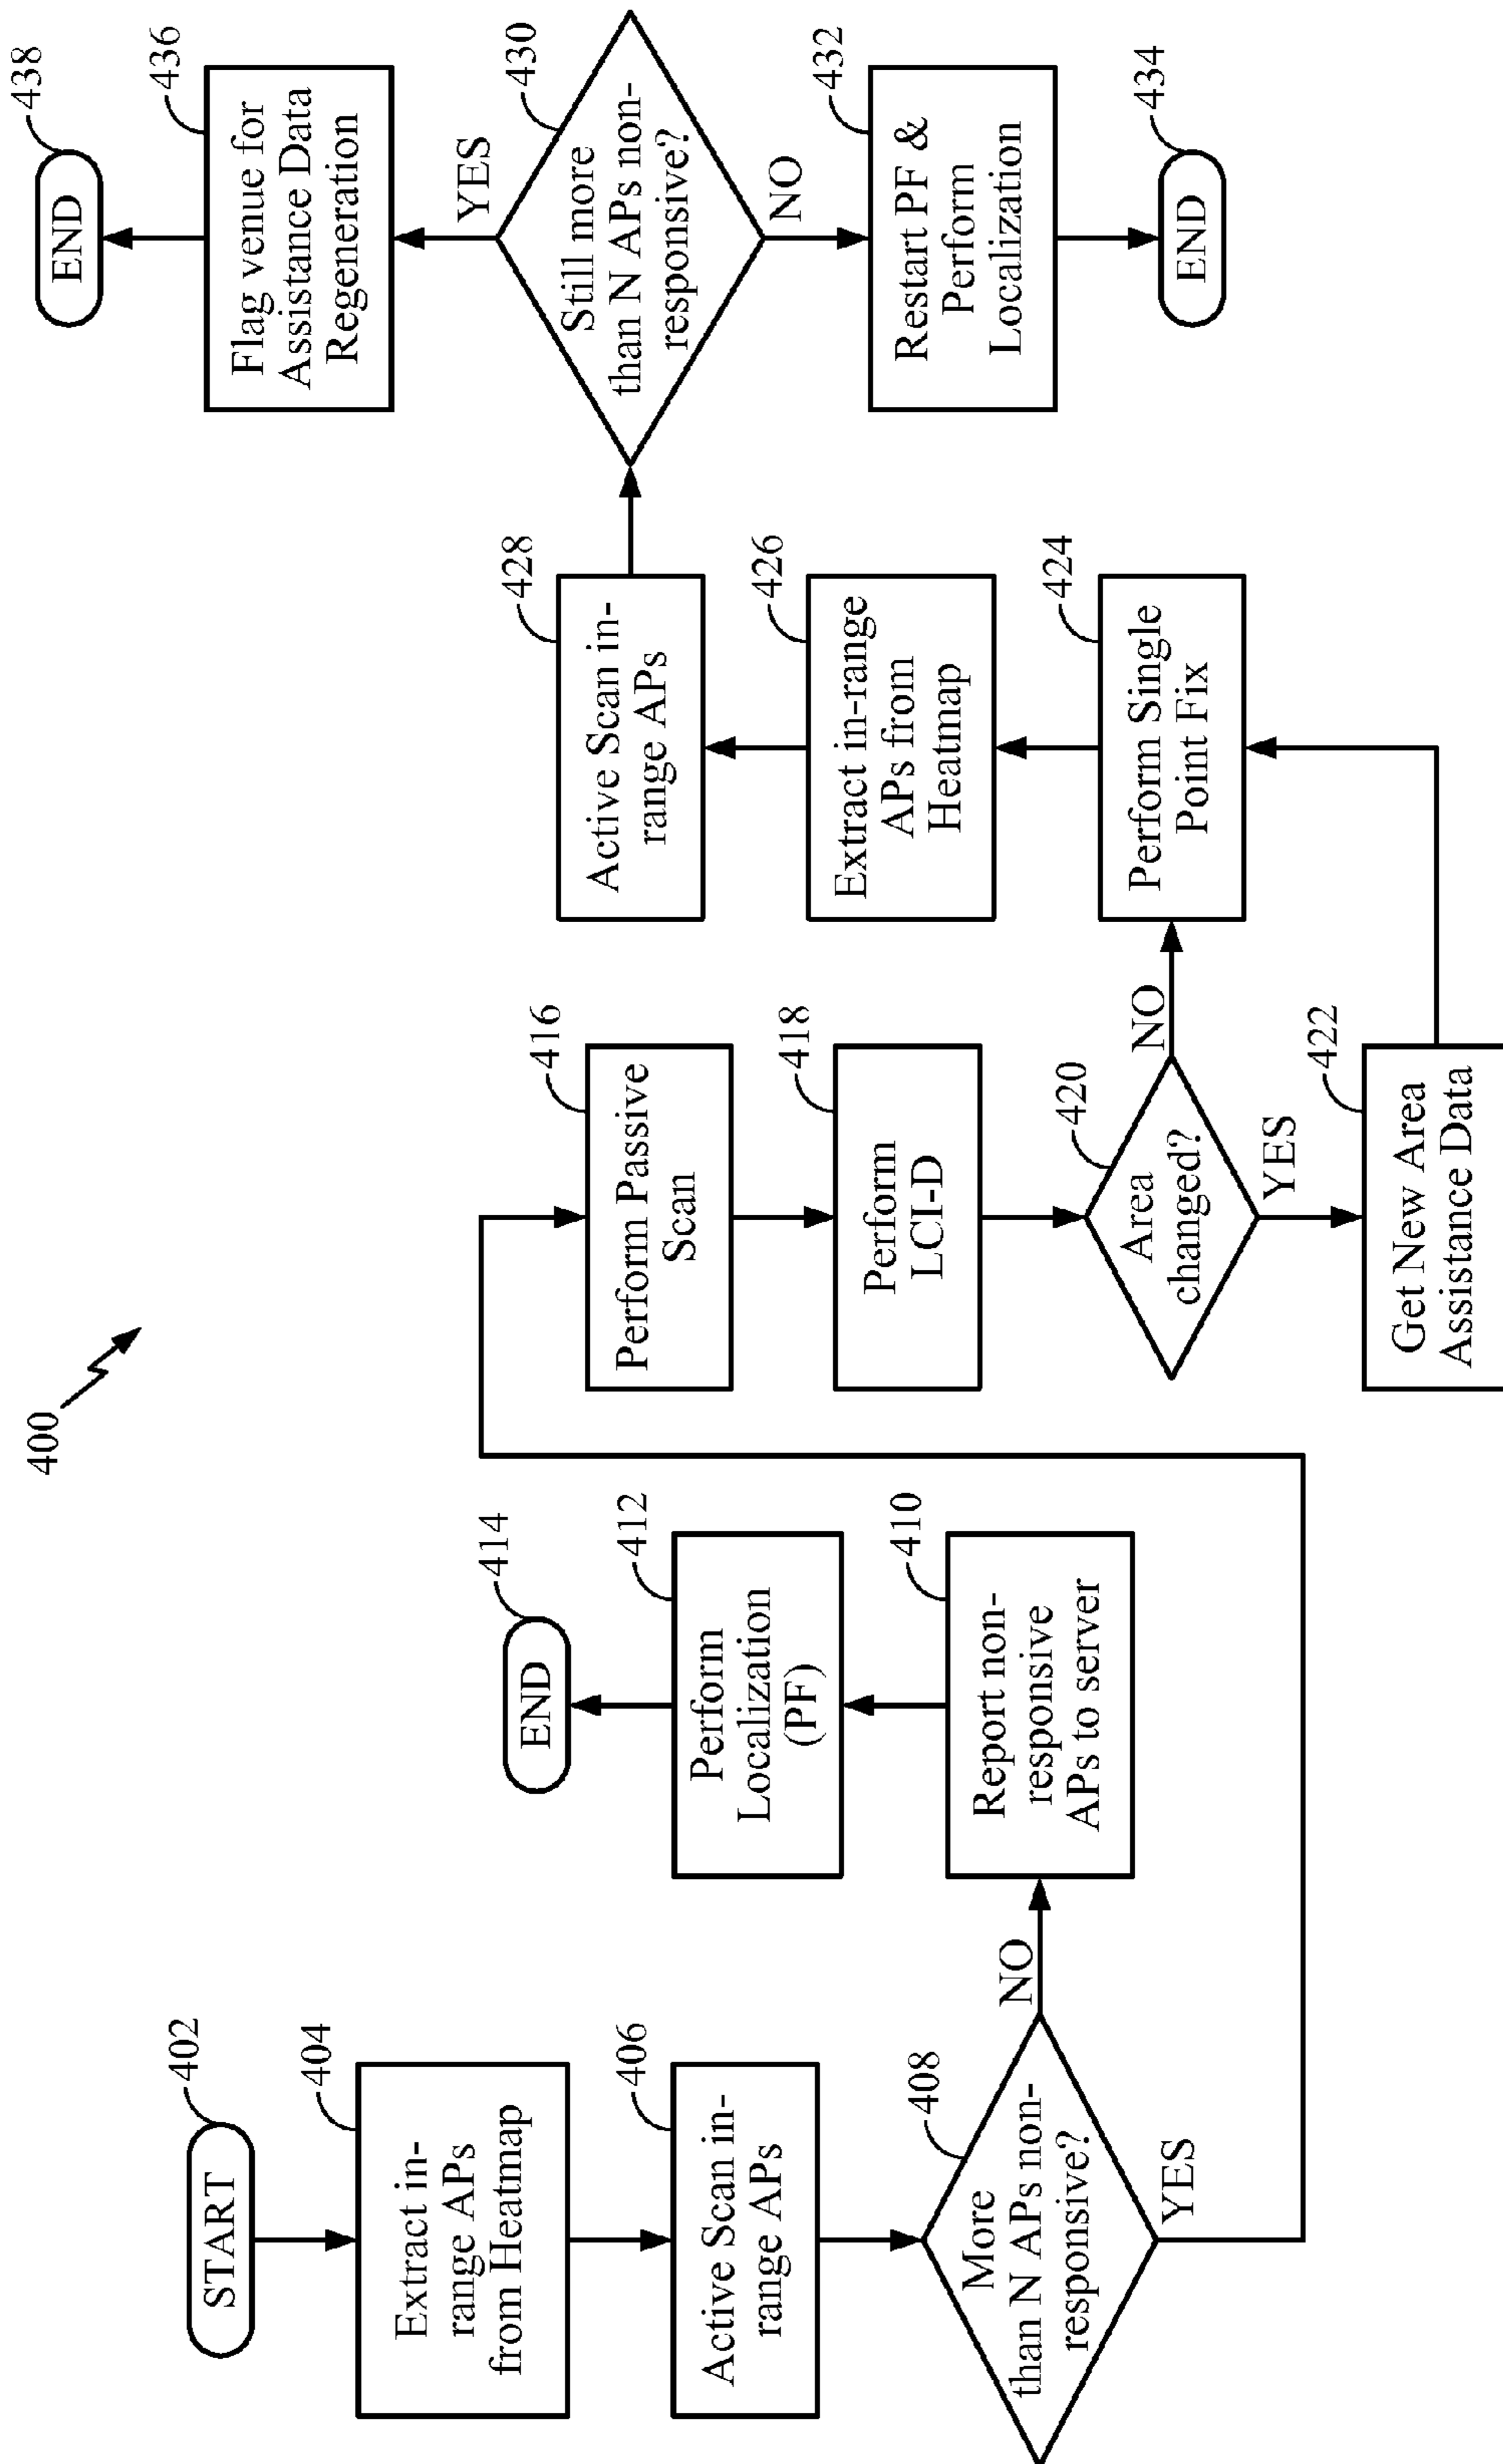 400
START
402
Extract in-
range APs
from Heatmap
404
Active Scan in-
range APs
406
More
than N APs non-
responsive?
408
NO
YES
Report non-
responsive
APs to server
410
Perform
Localization
(PF)
412
END
414
Perform Passive
Scan
416
Perform
LCI-D
418
Area
changed?
420
NO
YES
Get New Area
Assistance Data
422
Perform Single
Point Fix
424
Extract in-range
APs from
Heatmap
426
Active Scan in-
range APs
428
Still more
than N APs non-
responsive?
430
YES
NO
Restart PF &
Perform
Localization
432
END
434
Flag venue for
Assistance Data
Regeneration
436
END
438